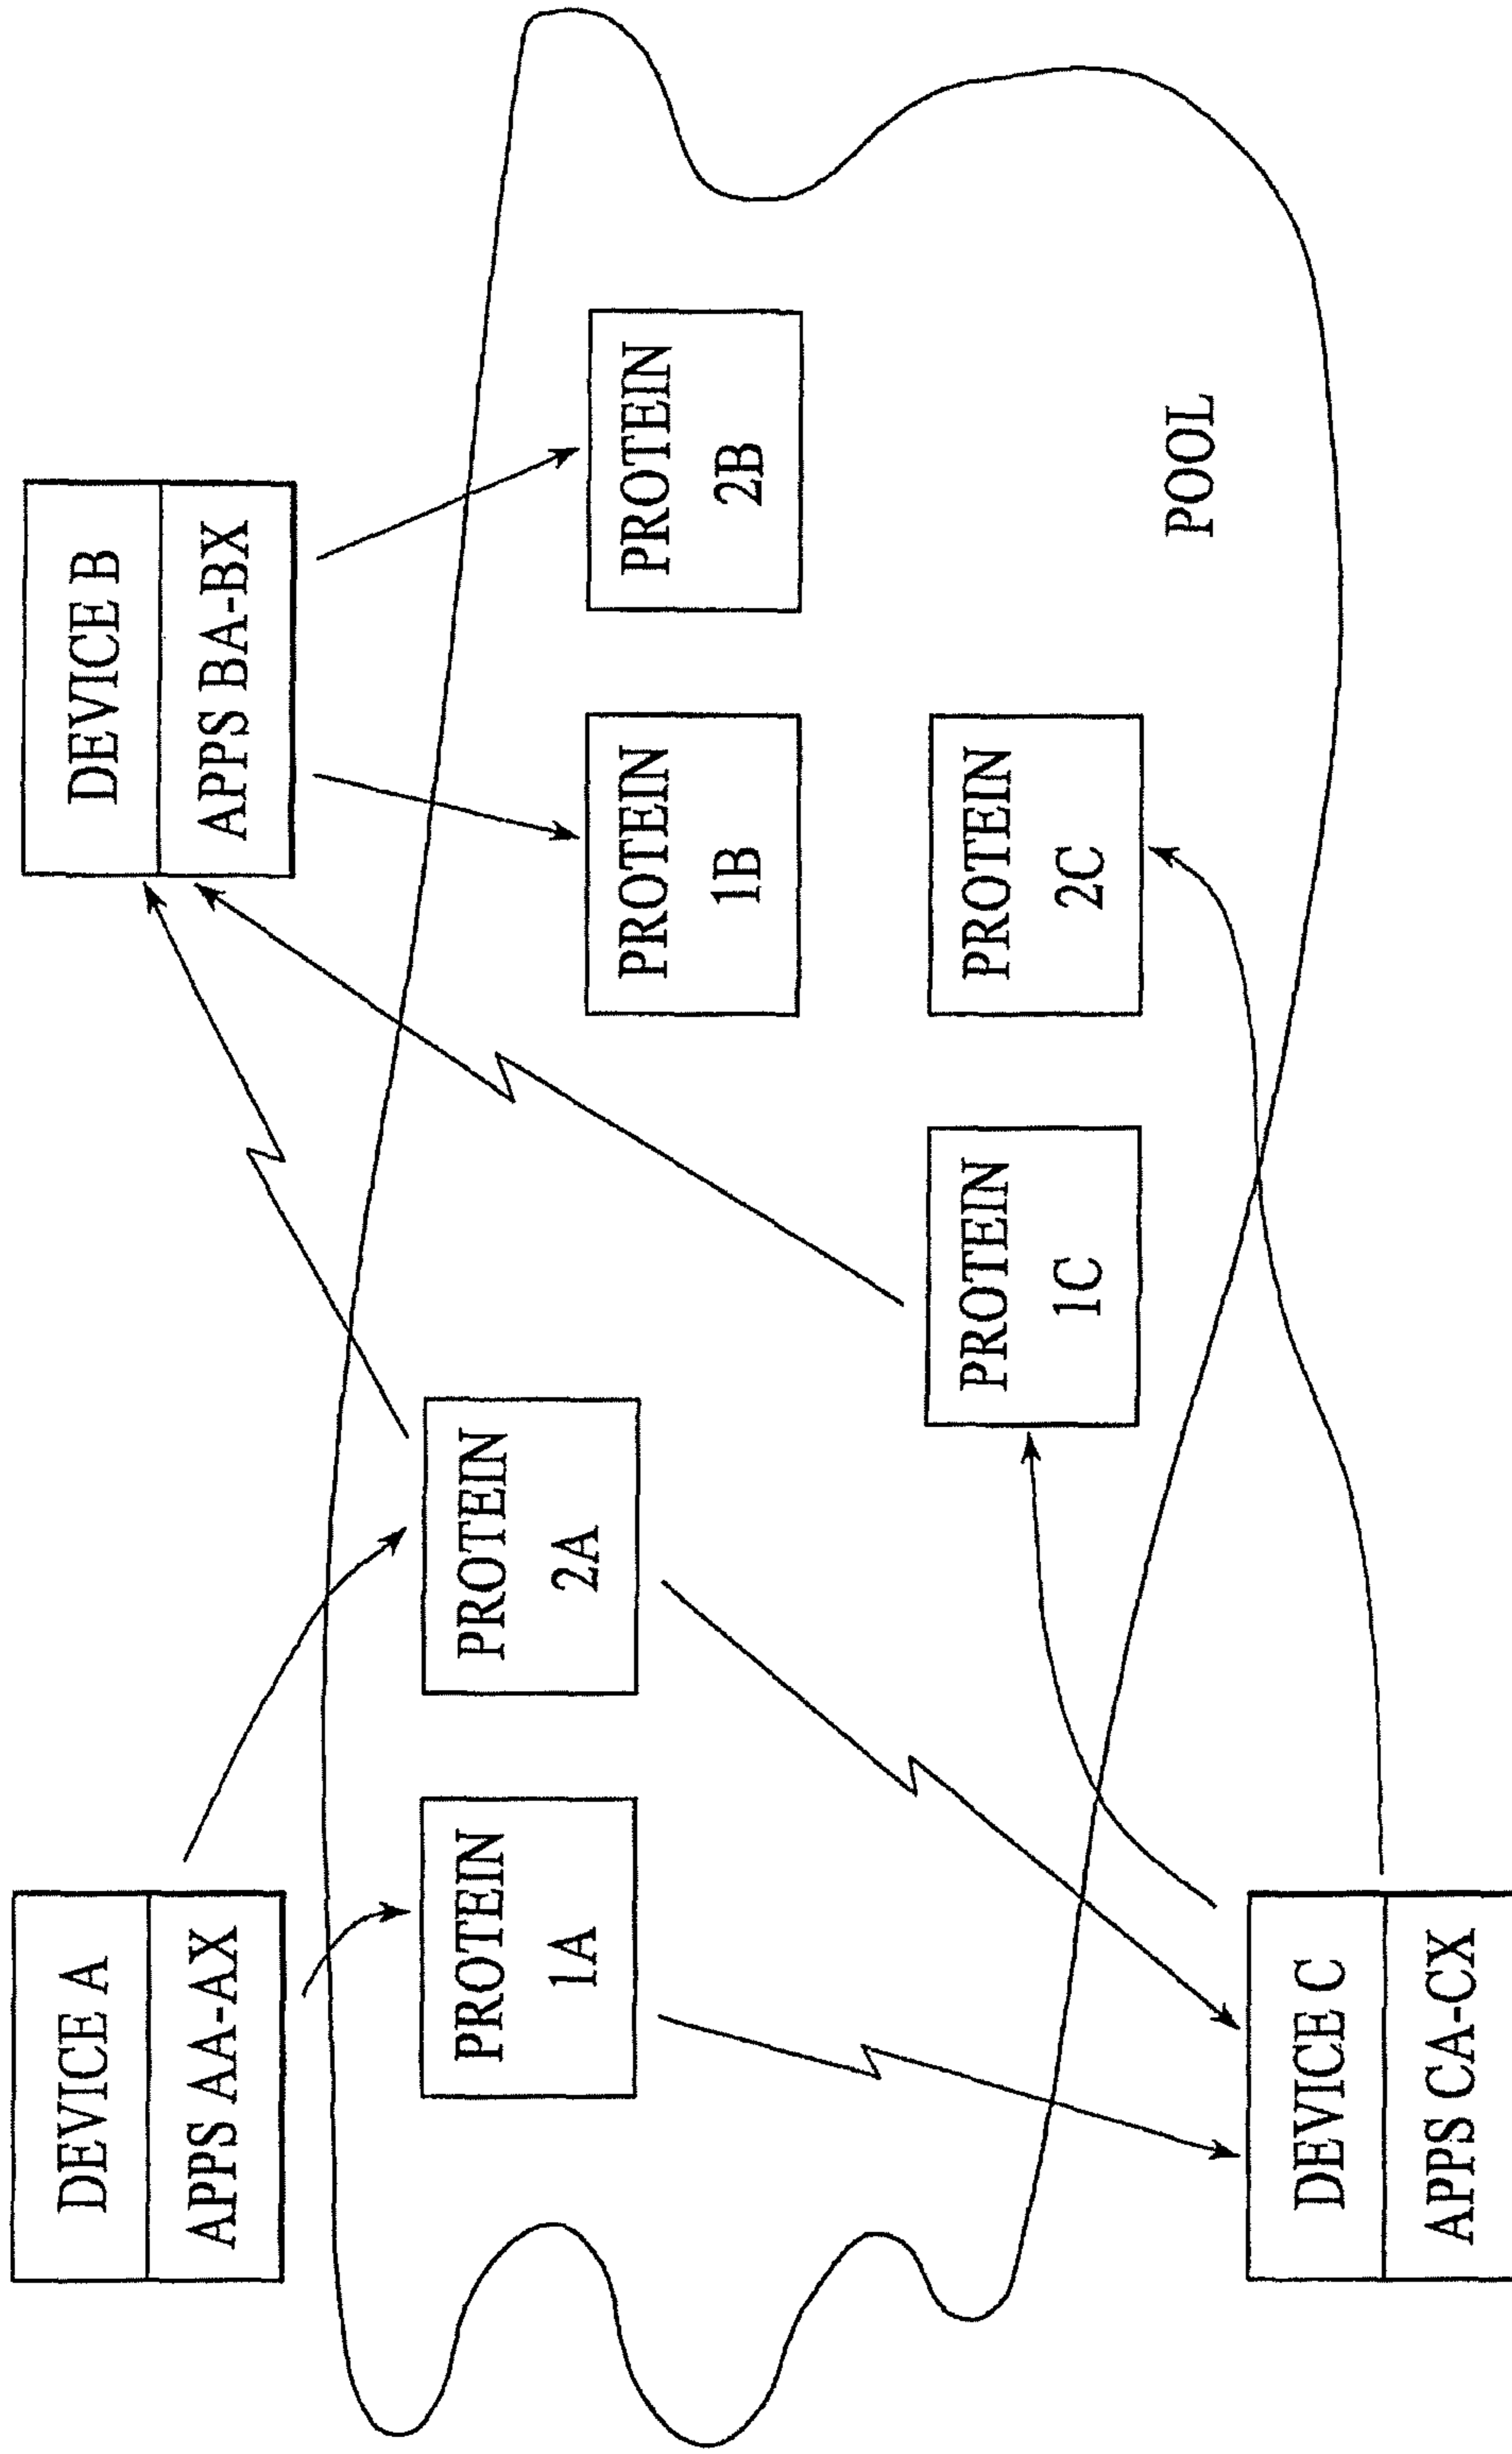 DEVICE A
APPS AA-AX
DEVICE B
APPS BA-BX
PROTEIN
1A
PROTEIN
2A
PROTEIN
1B
PROTEIN
2B
PROTEIN
1C
PROTEIN
2C
POOL
DEVICE C
APPS CA-CX